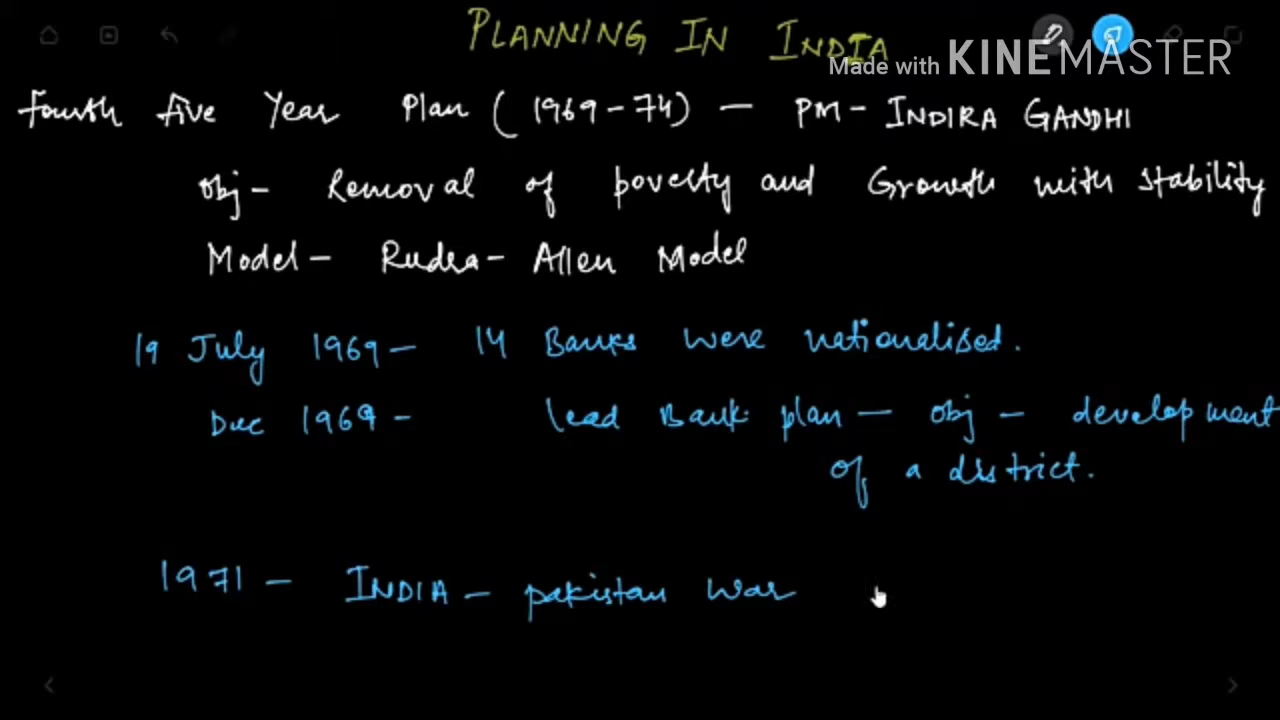 PLANNING IN INDIA
Made with KINEMASTER
Fourth five Year Plan (1969-74) — PM- INDIRA GANDHI
Obj- Removal of poverty and Growth with stability
Model- Rudra- Allen Model
19 July 1969- 14 Banks were nationalised.
Dec 1969- lead Bank plan — obj — development
of a district.
1971 - INDIA - pakistan war